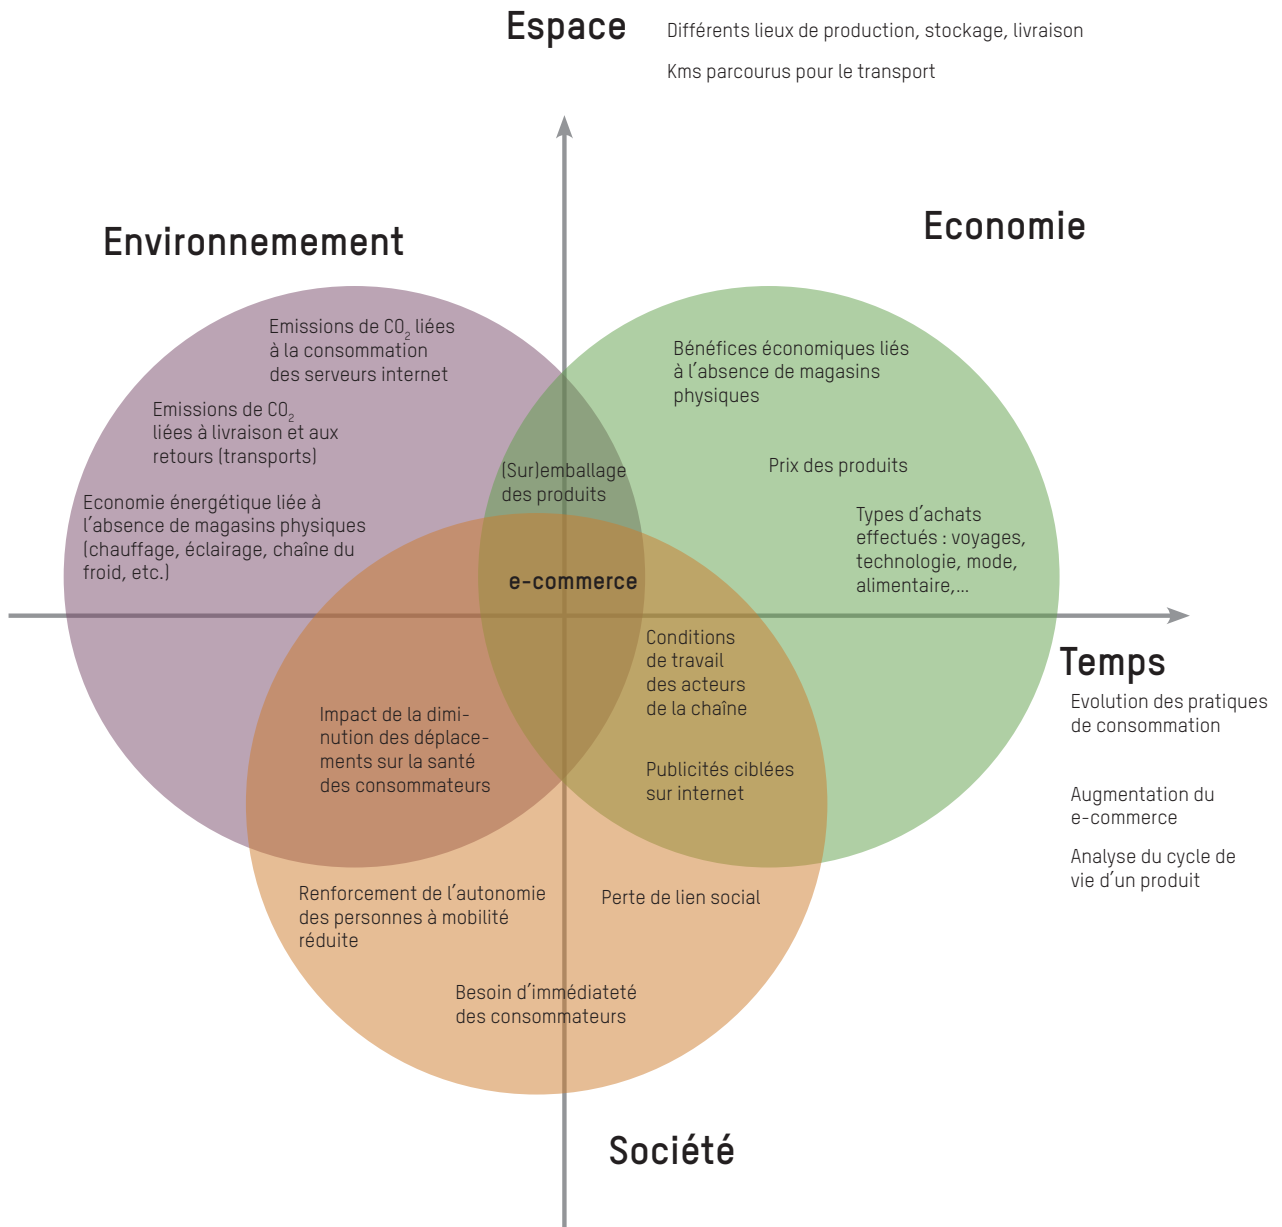 Espace
Différents lieux de production, stockage, livraison
Kms parcourus pour le transport
Environnemement
Economie
Emissions de CO₂ liées
à la consommation
des serveurs internet
Emissions de CO₂
liées à livraison et aux
retours (transports)
Economie énergétique liée à
l'absence de magasins physiques
(chauffage, éclairage, chaîne du
froid, etc.)
(Sur)emballage
des produits
Bénéfices économiques liés
à l'absence de magasins
physiques
Prix des produits
Types d'achats
effectués : voyages,
technologie, mode,
alimentaire,...
e-commerce
Conditions
de travail
des acteurs
de la chaîne
Publicités ciblées
sur internet
Impact de la dimi-
nution des déplace-
ments sur la santé
des consommateurs
Temps
Evolution des pratiques
de consommation
Augmentation du
e-commerce
Analyse du cycle de
vie d'un produit
Renforcement de l'autonomie
des personnes à mobilité
réduite
Perte de lien social
Besoin d'immédiateté
des consommateurs
Société